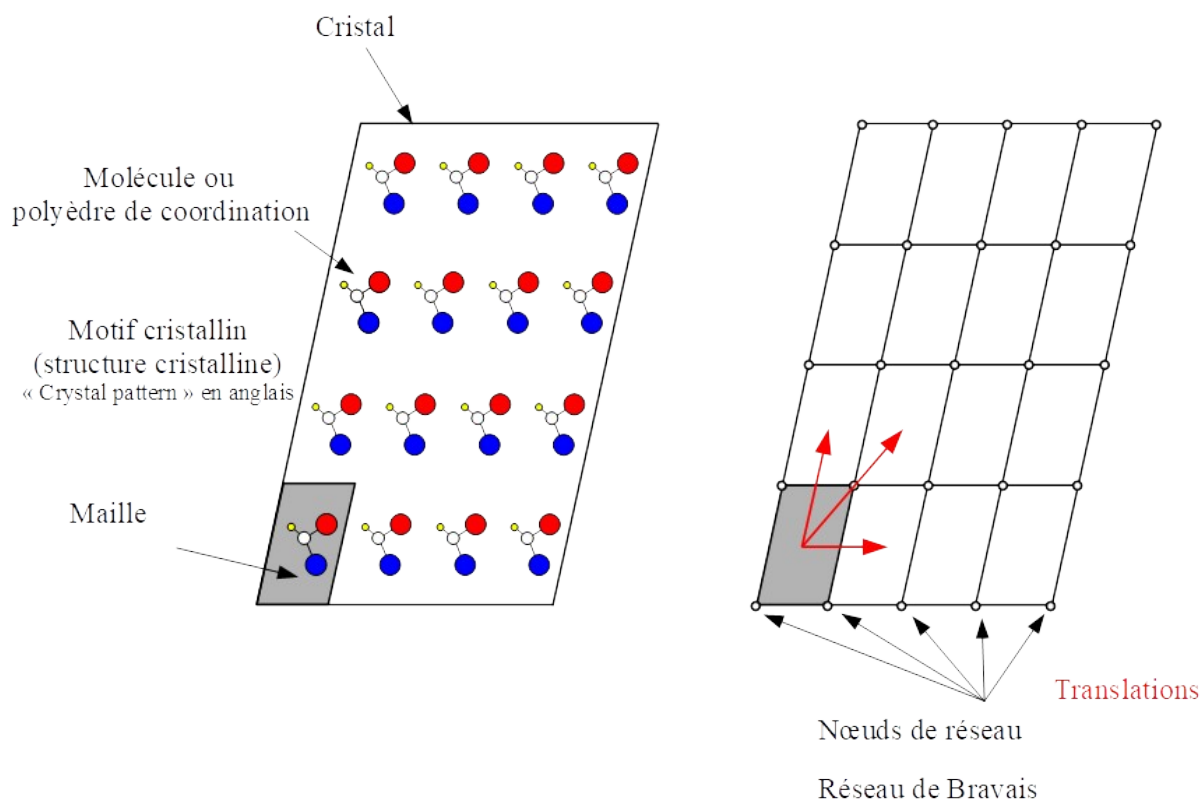 Cristal
Molécule ou
polyèdre de coordination
Motif cristallin
(structure cristalline)
« Crystal pattern » en anglais
Maille
Translations
Nœuds de réseau
Réseau de Bravais